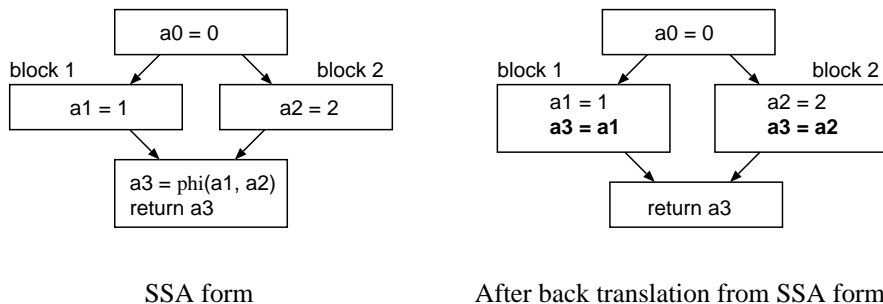 a0 = 0
block 1
block 2
a1 = 1
a2 = 2
a3 = phi(a1, a2)
return a3
SSA form
a0 = 0
block 1
block 2
a1 = 1
a3 = a1
a2 = 2
a3 = a2
return a3
After back translation from SSA form